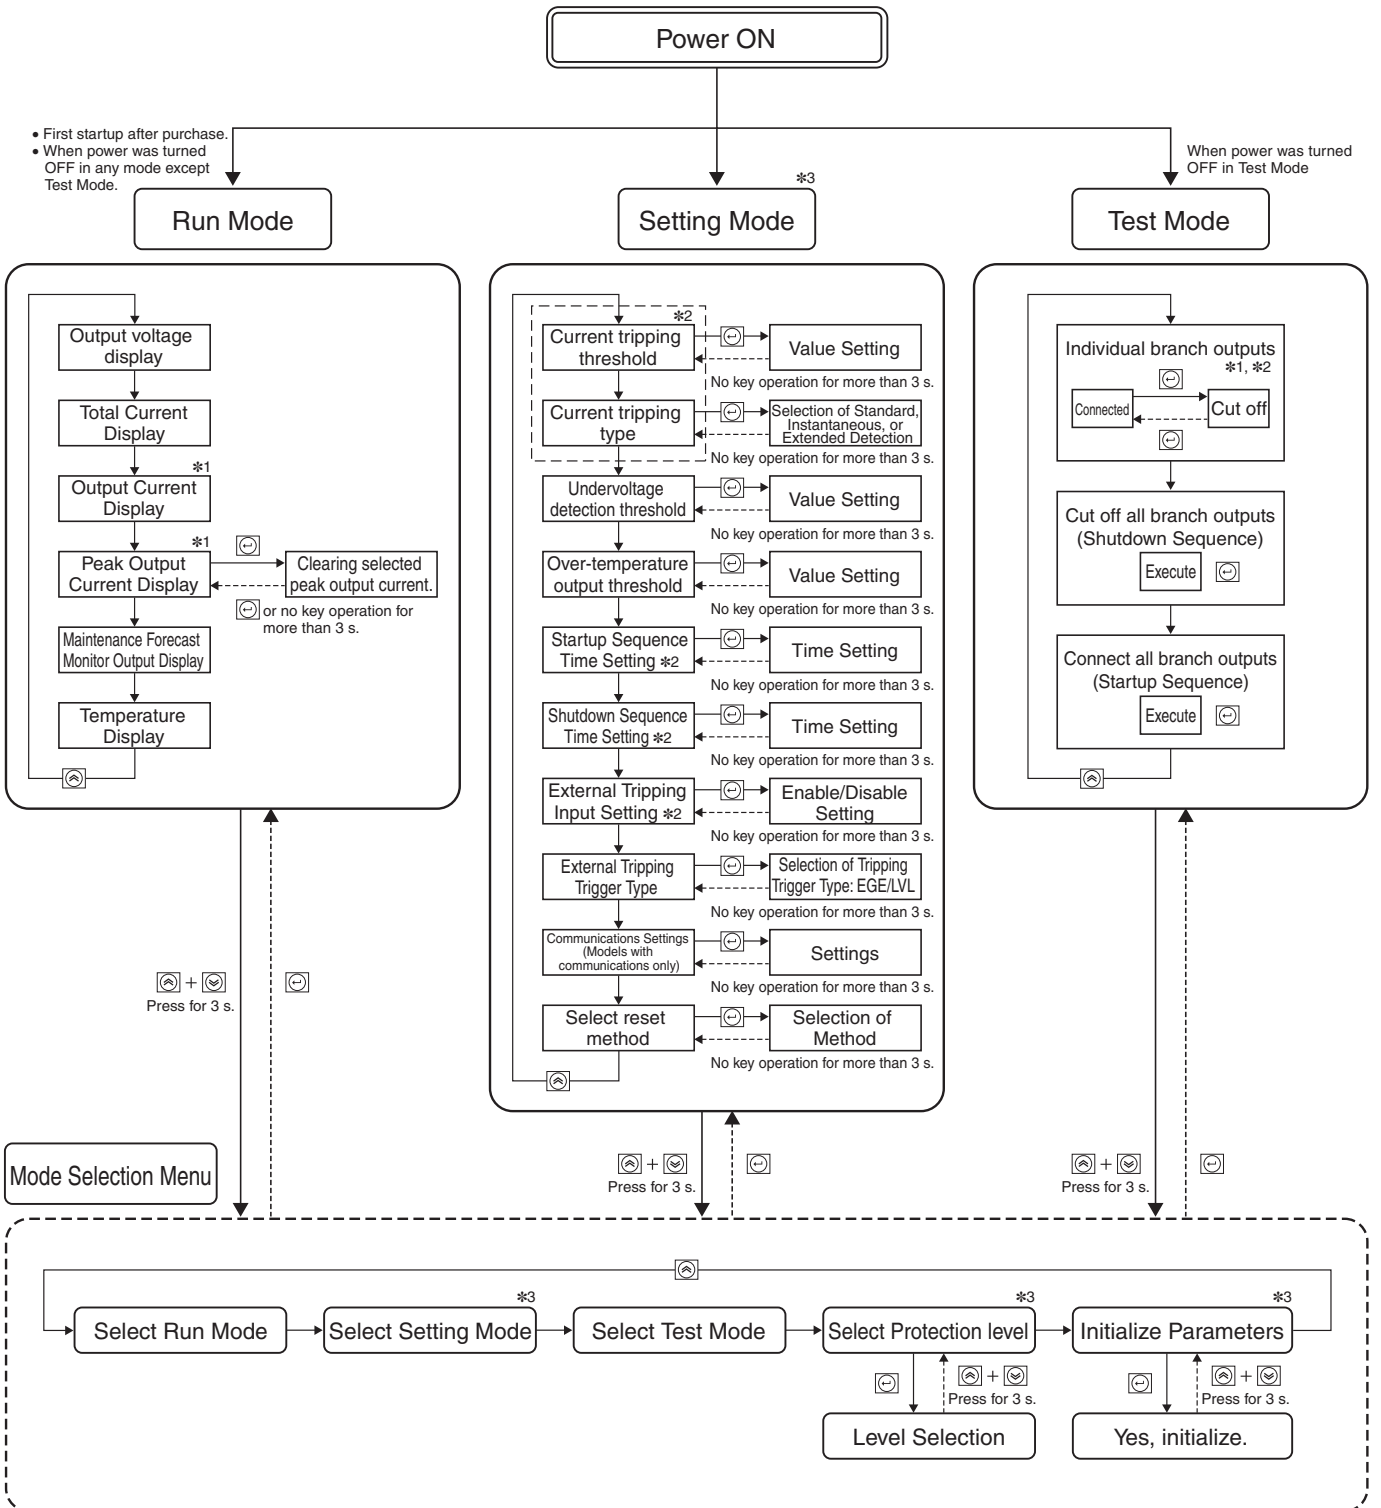 Power ON
• First startup after purchase.
• When power was turned
OFF in any mode except
Test Mode.
When power was turned
OFF in Test Mode
Run Mode
✻3
Setting Mode
Test Mode
Output voltage
display
Total Current
Display
✻1
Output Current
Display
✻1
Peak Output
Current Display
Clearing selected
peak output current.
or no key operation for
more than 3 s.
Maintenance Forecast
Monitor Output Display
Temperature
Display
✻2
Current tripping
threshold
Value Setting
No key operation for more than 3 s.
Current tripping
type
Selection of Standard,
Instantaneous, or
Extended Detection
No key operation for more than 3 s.
Undervoltage
detection threshold
Value Setting
No key operation for more than 3 s.
Over-temperature
output threshold
Value Setting
No key operation for more than 3 s.
Startup Sequence
Time Setting ✻2
Time Setting
No key operation for more than 3 s.
Shutdown Sequence
Time Setting ✻2
Time Setting
No key operation for more than 3 s.
External Tripping
Input Setting ✻2
Enable/Disable
Setting
No key operation for more than 3 s.
External Tripping
Trigger Type
Selection of Tripping
Trigger Type: EGE/LVL
No key operation for more than 3 s.
Communications Settings
(Models with
communications only)
Settings
No key operation for more than 3 s.
Select reset
method
Selection of
Method
No key operation for more than 3 s.
Individual branch outputs
✻1, ✻2
Connected
Cut off
Cut off all branch outputs
(Shutdown Sequence)
Execute
Connect all branch outputs
(Startup Sequence)
Execute
+
Press for 3 s.
+
Press for 3 s.
+
Press for 3 s.
Mode Selection Menu
Select Run Mode
✻3
Select Setting Mode
Select Test Mode
✻3
Select Protection level
✻3
Initialize Parameters
+
Press for 3 s.
+
Press for 3 s.
Level Selection
Yes, initialize.